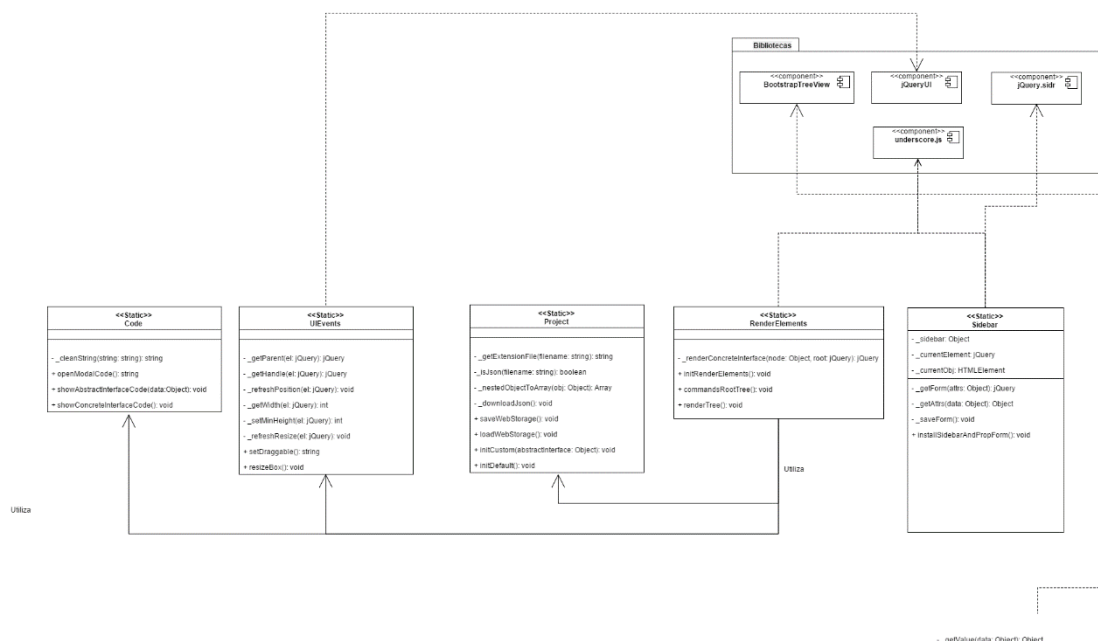 Bibliotecas
<<component>>
BootstrapTreeView
<<component>>
jQueryUI
<<component>>
jQuery.sidr
<<component>>
underscore.js
<<Static>>
Code
- _cleanString(string: string): string
+ openModalCode(): string
+ showAbstractInterfaceCode(data:Object): void
+ showConcreteInterfaceCode(): void
<<Static>>
UIEvents
- _getParent(el: jQuery): jQuery
- _getHandle(el: jQuery): jQuery
- _refreshPosition(el: jQuery): void
- _getWidth(el: jQuery): int
- _setMinHeight(el: jQuery): int
- _refreshResize(el: jQuery): void
+ setDraggable(): string
+ resizeBox(): void
<<Static>>
Project
- _getExtensionFile(filename: string): string
- _isJson(filename: string): boolean
- _nestedObjectToArray(obj: Object): Array
- _downloadJson(): void
+ saveWebStorage(): void
+ loadWebStorage(): void
+ initCustom(abstractInterface: Object): void
+ initDefault(): void
<<Static>>
RenderElements
- _renderConcreteInterface(node: Object, root: jQuery): jQuery
+ initRenderElements(): void
+ commandsRootTree(): void
+ renderTree(): void
<<Static>>
Sidebar
- _sidebar: Object
- _currentElement: jQuery
- _currentObj: HTMLElement
- _getForm(attrs: Object): jQuery
- _getAttrs(data: Object): Object
- _saveForm(): void
+ installSidebarAndPropForm(): void
Utiliza
Utiliza
- _getValue(data: Object): Object